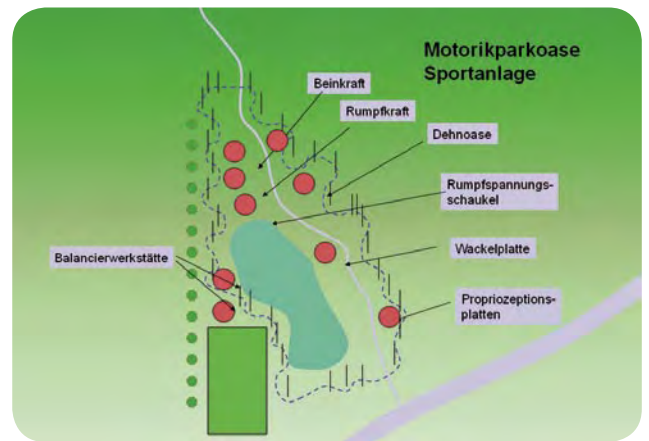 Motorikparkoase
Sportanlage
Beinkraft
Rumpfkraft
Dehnoase
Rumpfspannungs-
schaukel
Wackelplatte
Balancierwerkstätte
Propriozeptions-
platten